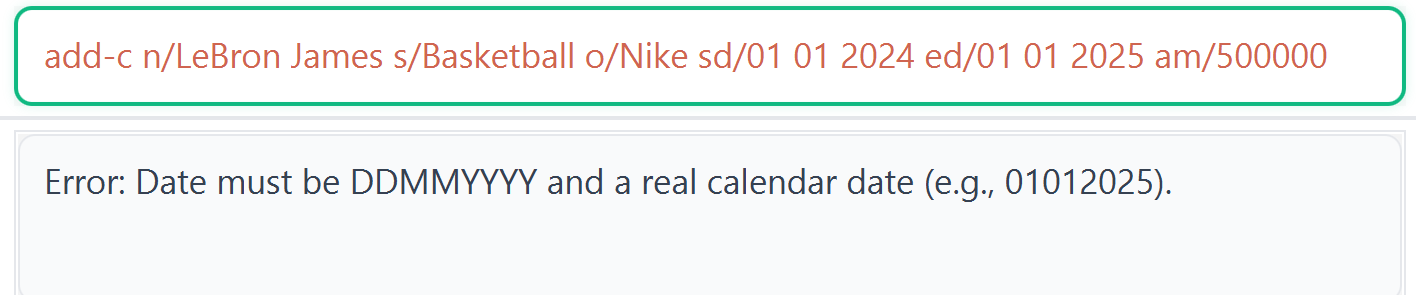 add-c n/LeBron James s/Basketball o/Nike sd/01 01 2024 ed/01 01 2025 am/500000
Error: Date must be DDMMYYYY and a real calendar date (e.g., 01012025).